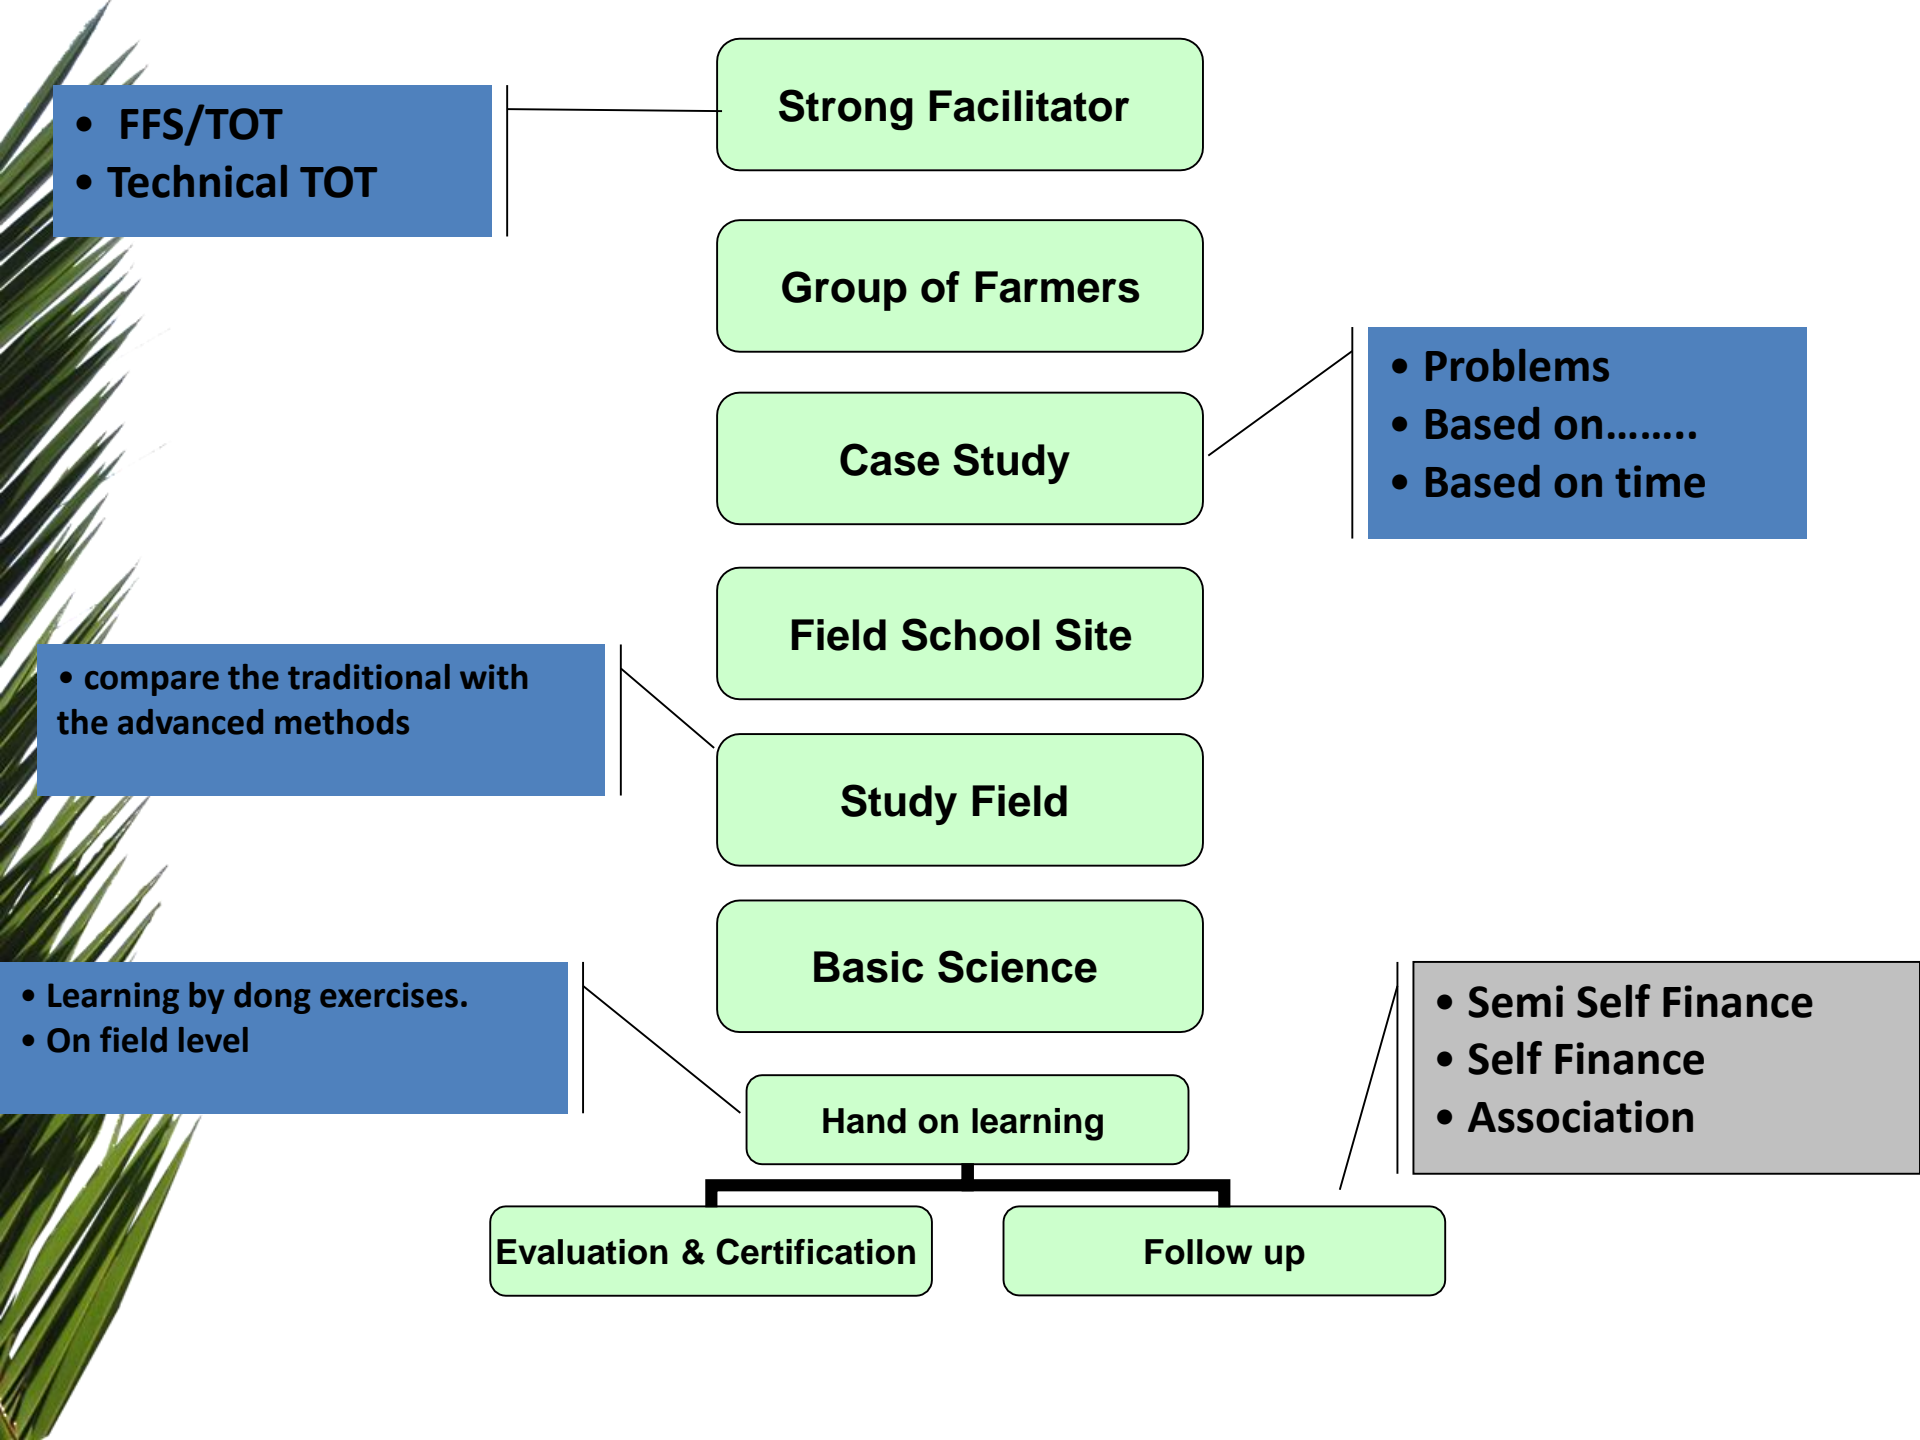 Strong Facilitator
• FFS/TOT
• Technical TOT
Group of Farmers
• Problems
• Based on……..
• Based on time
Case Study
Field School Site
• compare the traditional with
the advanced methods
Study Field
Basic Science
• Learning by dong exercises.
• On field level
• Semi Self Finance
• Self Finance
• Association
Hand on learning
Evaluation & Certification
Follow up